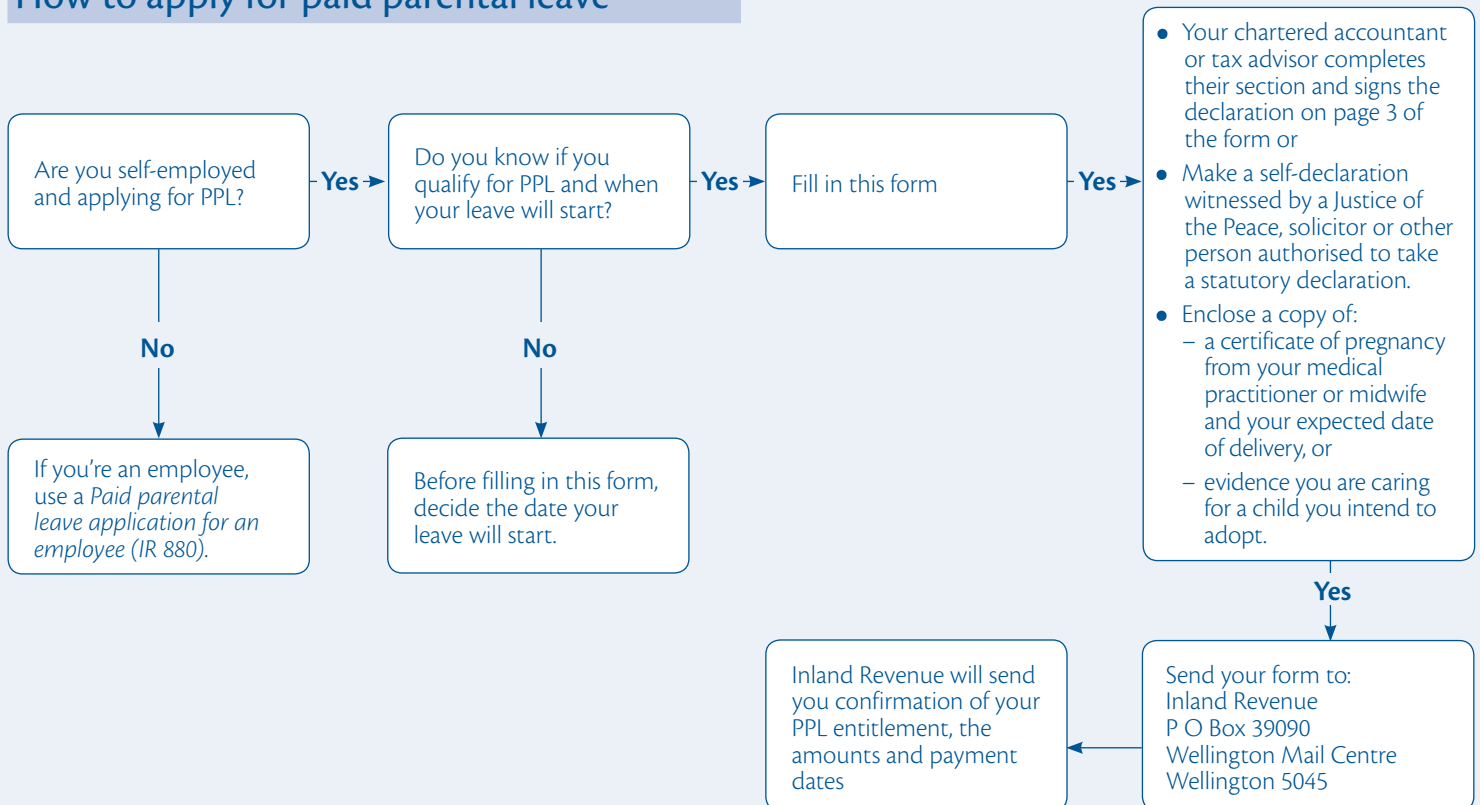 How to apply for paid parental leave
Are you self-employed
and applying for PPL?
Yes
Do you know if you
qualify for PPL and when
your leave will start?
Yes
Fill in this form
Yes
● Your chartered accountant
or tax advisor completes
their section and signs the
declaration on page 3 of
the form or
● Make a self-declaration
witnessed by a Justice of
the Peace, solicitor or other
person authorised to take
a statutory declaration.
● Enclose a copy of:
– a certificate of pregnancy
from your medical
practitioner or midwife
and your expected date
of delivery, or
– evidence you are caring
for a child you intend to
adopt.
No
No
If you're an employee,
use a Paid parental
leave application for an
employee (IR 880).
Before filling in this form,
decide the date your
leave will start.
Yes
Send your form to:
Inland Revenue
P O Box 39090
Wellington Mail Centre
Wellington 5045
Inland Revenue will send
you confirmation of your
PPL entitlement, the
amounts and payment
dates